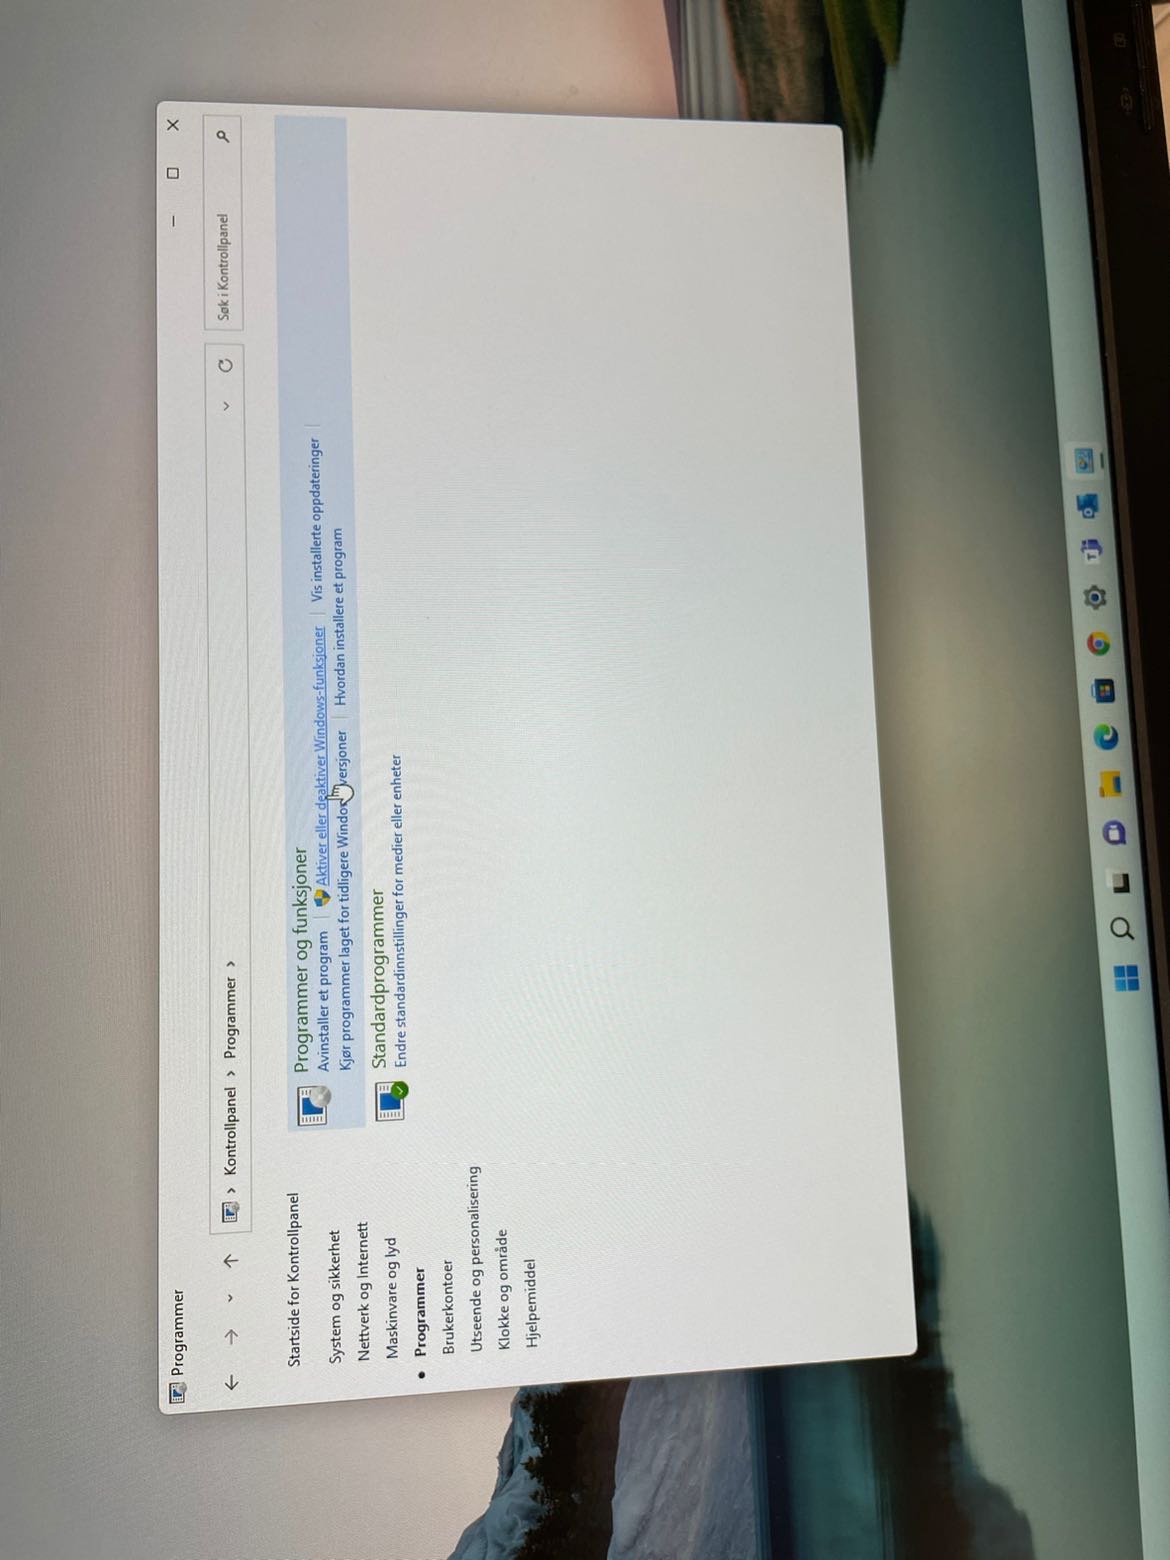 Programmer
Kontrollpanel > Programmer >
Søk i Kontrollpanel
Startside for Kontrollpanel
System og sikkerhet
Nettverk og Internett
Maskinvare og lyd
Programmer
Brukerkontoer
Utseende og personalisering
Klokke og område
Hjelpemiddel
Programmer og funksjoner
Avinstaller et program | Aktiver eller deaktiver Windows-funksjoner | Vis installerte oppdateringer
Kjør programmer laget for tidligere Windowsversjoner | Hvordan installere et program
Standardprogrammer
Endre standardinnstillinger for medier eller enheter